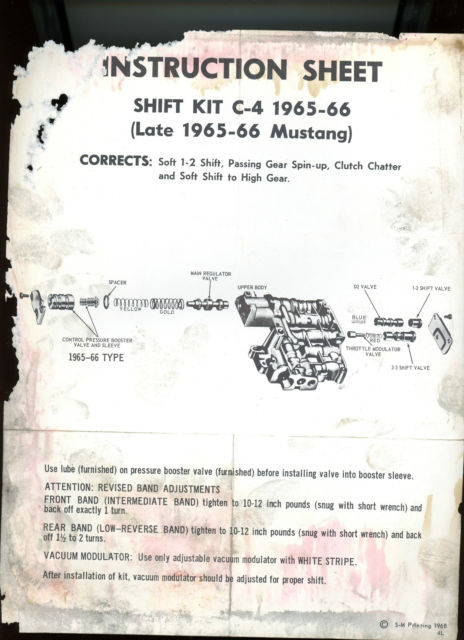 INSTRUCTION SHEET
SHIFT KIT C-4 1965-66
(Late 1965-66 Mustang)
CORRECTS: Soft 1-2 Shift, Passing Gear Spin-up, Clutch Chatter
and Soft Shift to High Gear.
MAIN REGULATOR
VALVE
SPACER
UPPER BODY
D2 VALVE
1-2 SHIFT VALVE
YELLOW
GOLD
BLUE
RED
CONTROL PRESSURE BOOSTER
VALVE AND SLEEVE
THROTTLE MODULATOR
VALVE
1965-66 TYPE
2-3 SHIFT VALVE
Use lube (furnished) on pressure booster valve (furnished) before installing valve into booster sleeve.
ATTENTION: REVISED BAND ADJUSTMENTS
FRONT BAND (INTERMEDIATE BAND) tighten to 10-12 inch pounds (snug with short wrench) and
back off exactly 1 turn.
REAR BAND (LOW-REVERSE BAND) tighten to 10-12 inch pounds (snug with short wrench) and back
off 1½ to 2 turns.
VACUUM MODULATOR: Use only adjustable vacuum modulator with WHITE STRIPE.
After installation of kit, vacuum modulator should be adjusted for proper shift.
© S-M Printing 1968
4L